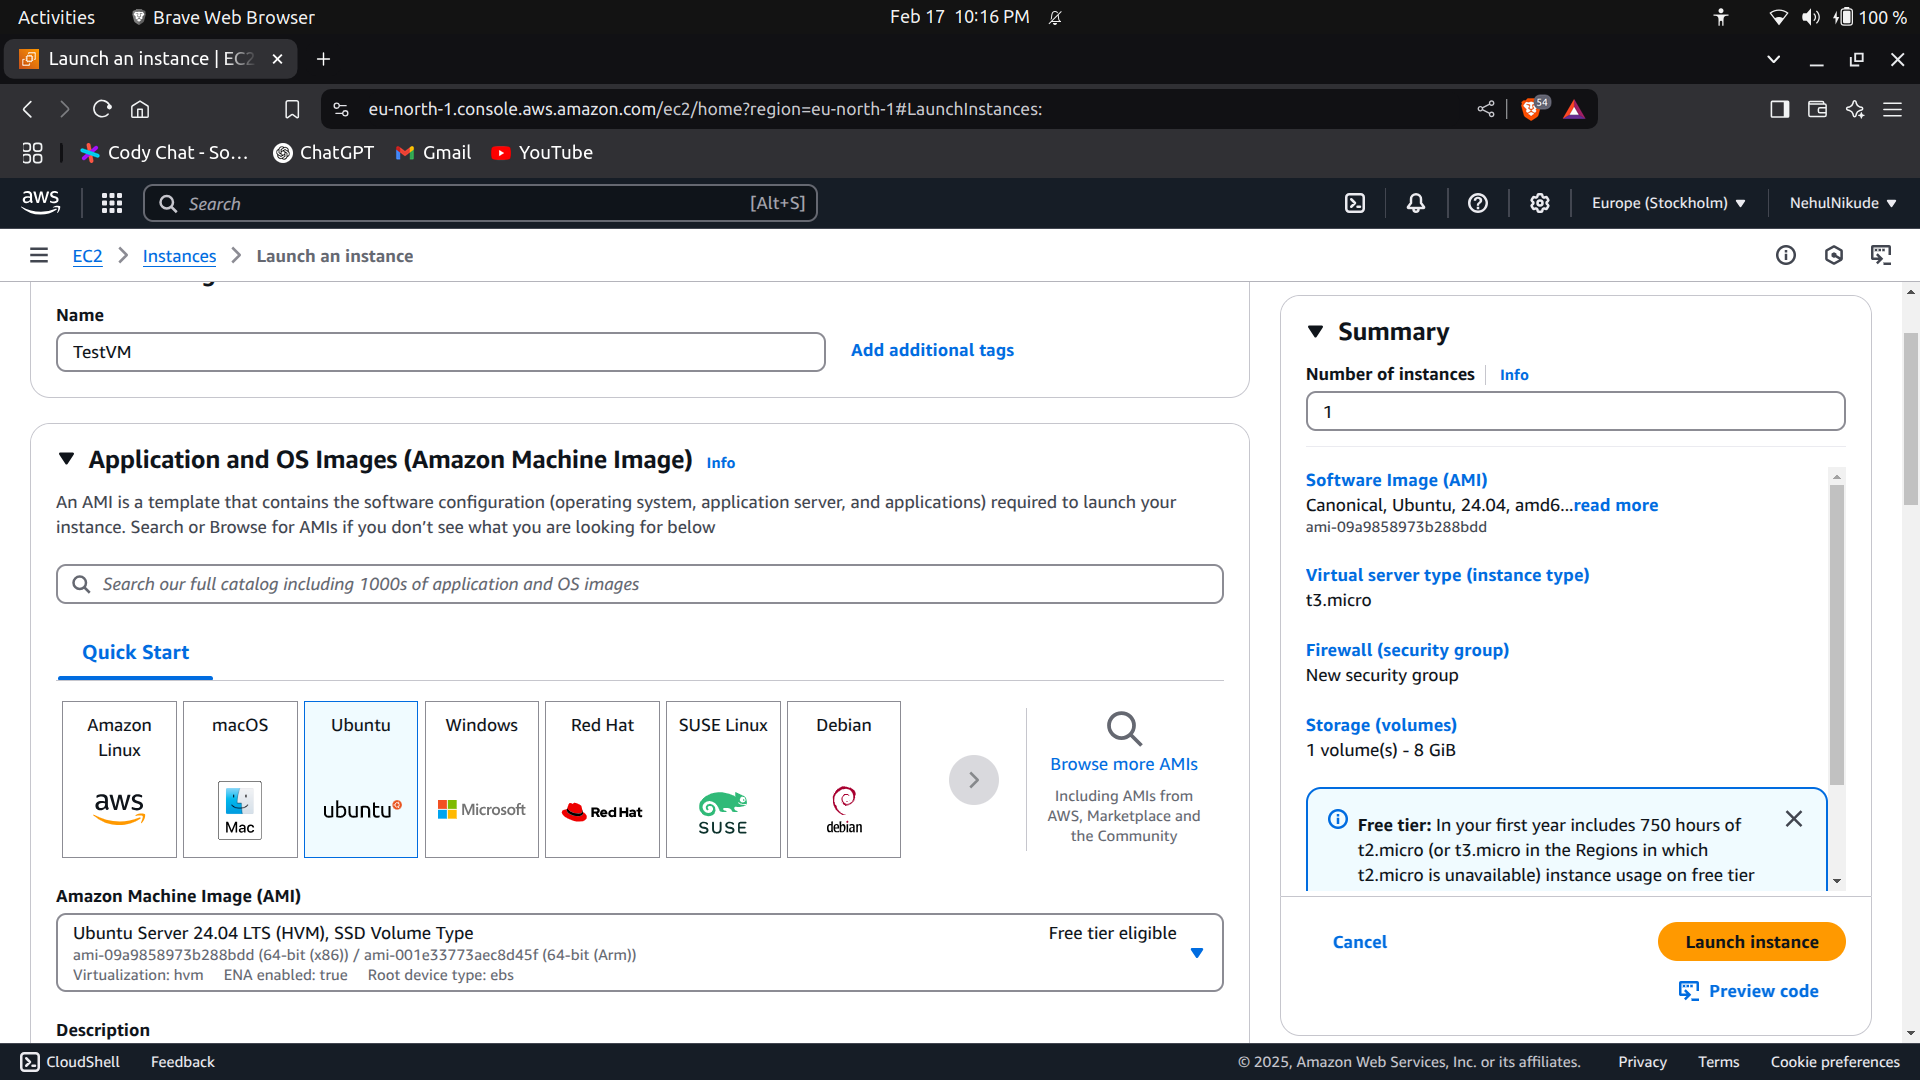 Activities
Brave Web Browser
Feb 17 10:16 PM
100 %
Launch an instance | EC2
eu-north-1.console.aws.amazon.com/ec2/home?region=eu-north-1#LaunchInstances:
54
Cody Chat - So...
ChatGPT
Gmail
YouTube
aws
Search
[Alt+S]
Europe (Stockholm)
NehulNikude
EC2
Instances
Launch an instance
Name
TestVM
Add additional tags
Application and OS Images (Amazon Machine Image)
Info
An AMI is a template that contains the software configuration (operating system, application server, and applications) required to launch your
instance. Search or Browse for AMIs if you don’t see what you are looking for below
Search our full catalog including 1000s of application and OS images
Quick Start
Amazon
Linux
aws
macOS
Mac
Ubuntu
ubuntu
Windows
Microsoft
Red Hat
Red Hat
SUSE Linux
SUSE
Debian
debian
Browse more AMIs
Including AMIs from
AWS, Marketplace and
the Community
Amazon Machine Image (AMI)
Ubuntu Server 24.04 LTS (HVM), SSD Volume Type
Free tier eligible
ami-09a9858973b288bdd (64-bit (x86)) / ami-001e33773aec8d45f (64-bit (Arm))
Virtualization: hvm ENA enabled: true Root device type: ebs
Description
Summary
Number of instances
Info
1
Software Image (AMI)
Canonical, Ubuntu, 24.04, amd6...read more
ami-09a9858973b288bdd
Virtual server type (instance type)
t3.micro
Firewall (security group)
New security group
Storage (volumes)
1 volume(s) - 8 GiB
Free tier: In your first year includes 750 hours of
t2.micro (or t3.micro in the Regions in which
t2.micro is unavailable) instance usage on free tier
Cancel
Launch instance
Preview code
CloudShell
Feedback
© 2025, Amazon Web Services, Inc. or its affiliates.
Privacy
Terms
Cookie preferences